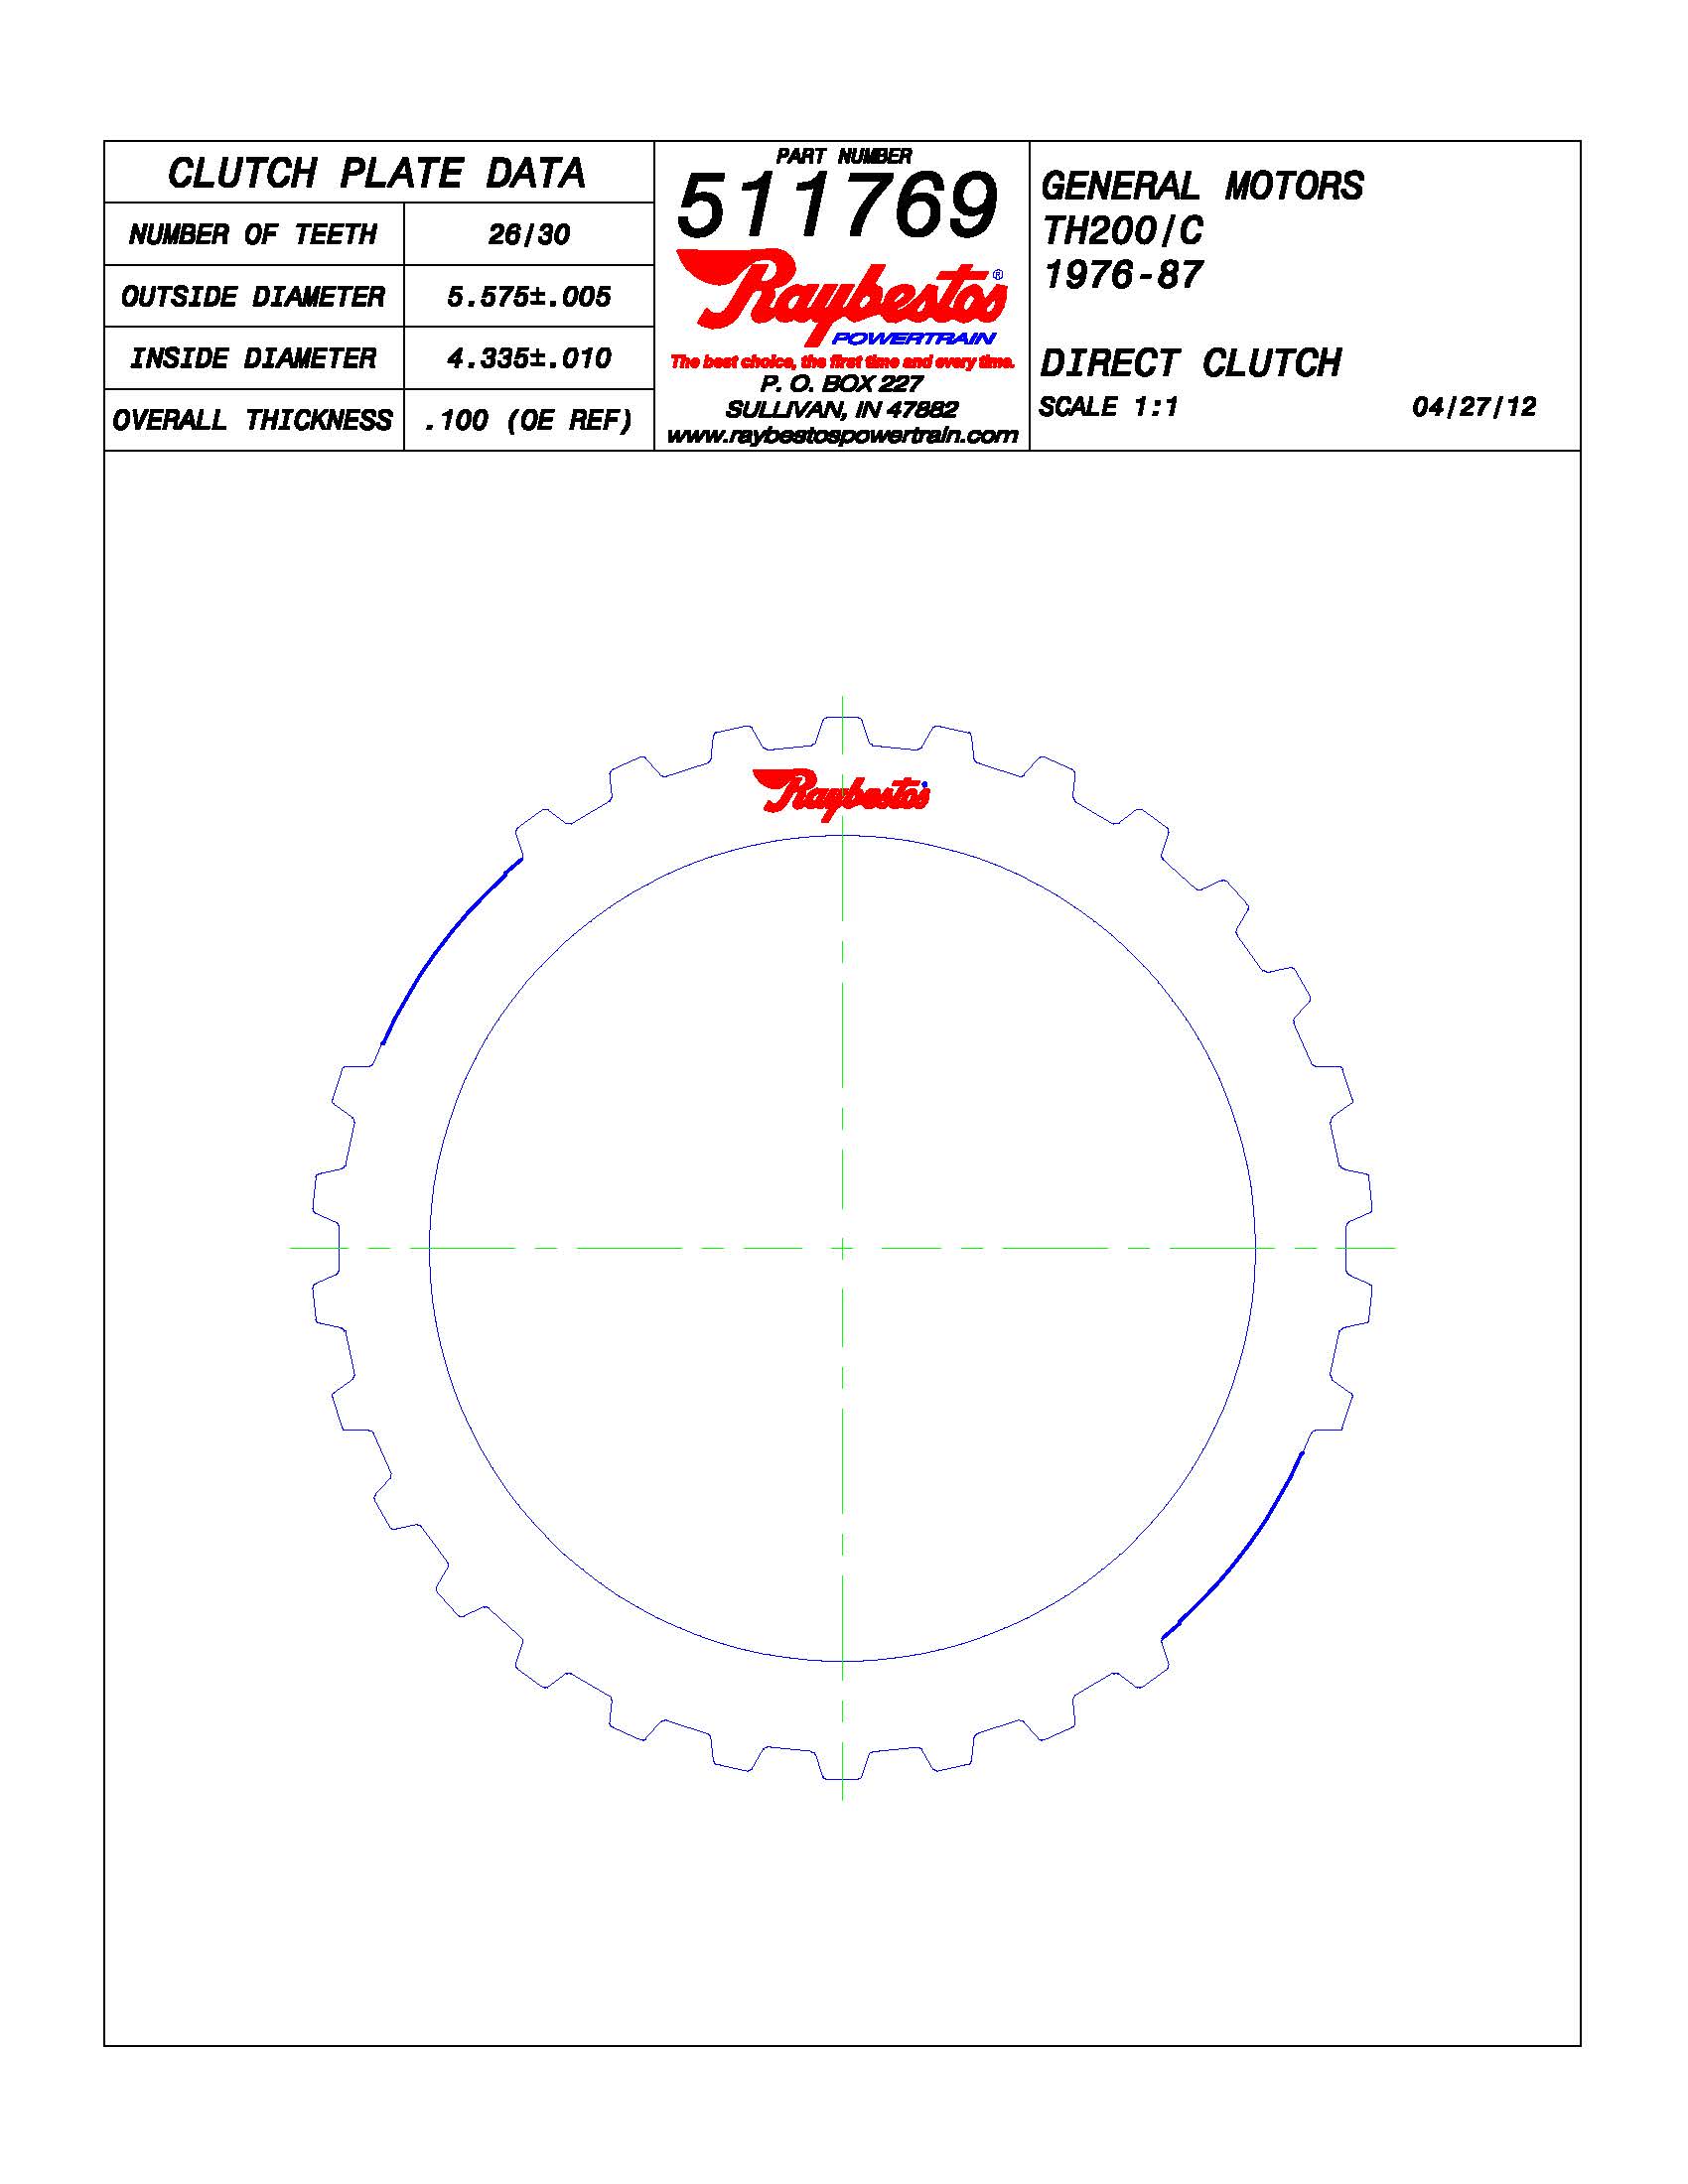 CLUTCH PLATE DATA
NUMBER OF TEETH 26/30
OUTSIDE DIAMETER 5.575±.005
INSIDE DIAMETER 4.335±.010
OVERALL THICKNESS .100 (OE REF)
PART NUMBER
511769
Raybestos®
POWERTRAIN
The best choice, the first time and every time.
P. O. BOX 227
SULLIVAN, IN 47882
www.raybestospowertrain.com
GENERAL MOTORS
TH200/C
1976-87
DIRECT CLUTCH
SCALE 1:1 04/27/12
Raybestos